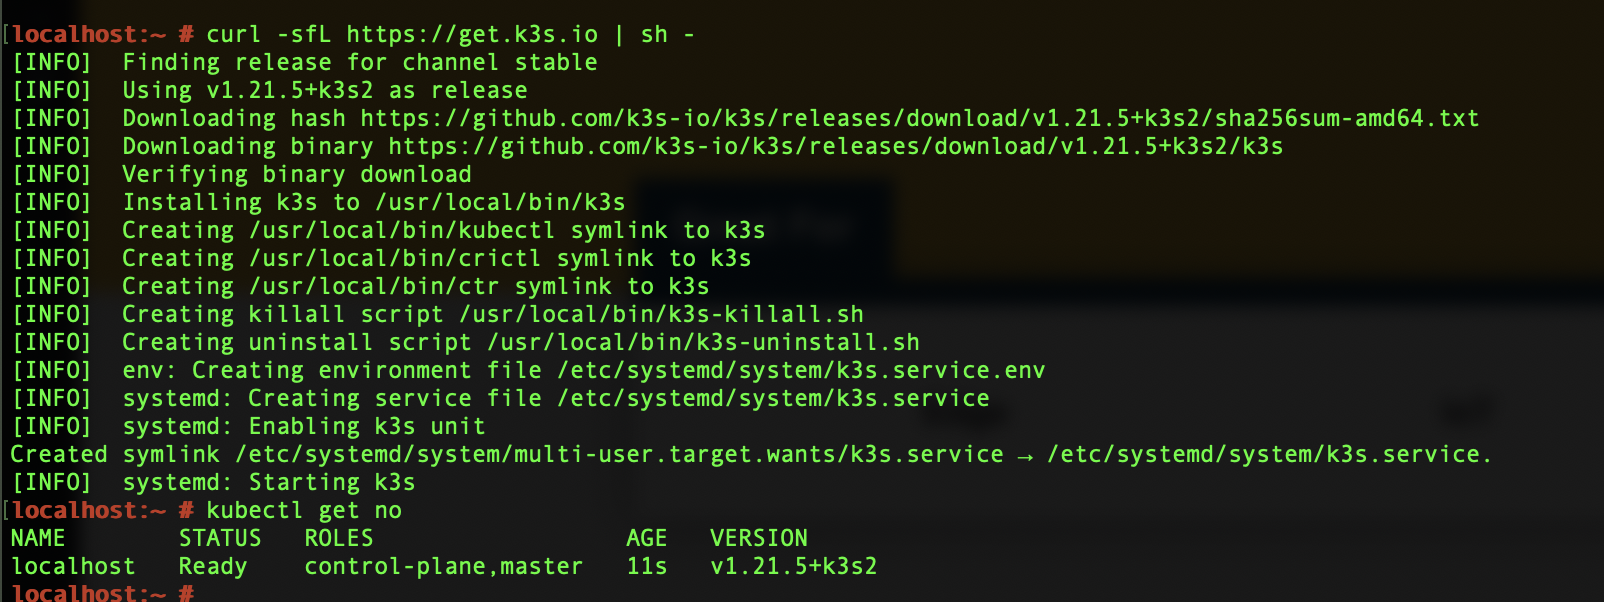 [localhost:~ # curl -sfL https://get.k3s.io | sh -
[INFO]  Finding release for channel stable
[INFO]  Using v1.21.5+k3s2 as release
[INFO]  Downloading hash https://github.com/k3s-io/k3s/releases/download/v1.21.5+k3s2/sha256sum-amd64.txt
[INFO]  Downloading binary https://github.com/k3s-io/k3s/releases/download/v1.21.5+k3s2/k3s
[INFO]  Verifying binary download
[INFO]  Installing k3s to /usr/local/bin/k3s
[INFO]  Creating /usr/local/bin/kubectl symlink to k3s
[INFO]  Creating /usr/local/bin/crictl symlink to k3s
[INFO]  Creating /usr/local/bin/ctr symlink to k3s
[INFO]  Creating killall script /usr/local/bin/k3s-killall.sh
[INFO]  Creating uninstall script /usr/local/bin/k3s-uninstall.sh
[INFO]  env: Creating environment file /etc/systemd/system/k3s.service.env
[INFO]  systemd: Creating service file /etc/systemd/system/k3s.service
[INFO]  systemd: Enabling k3s unit
Created symlink /etc/systemd/system/multi-user.target.wants/k3s.service → /etc/systemd/system/k3s.service.
[INFO]  systemd: Starting k3s
[localhost:~ # kubectl get no
NAME        STATUS   ROLES                  AGE   VERSION
localhost   Ready    control-plane,master   11s   v1.21.5+k3s2
localhost:~ #